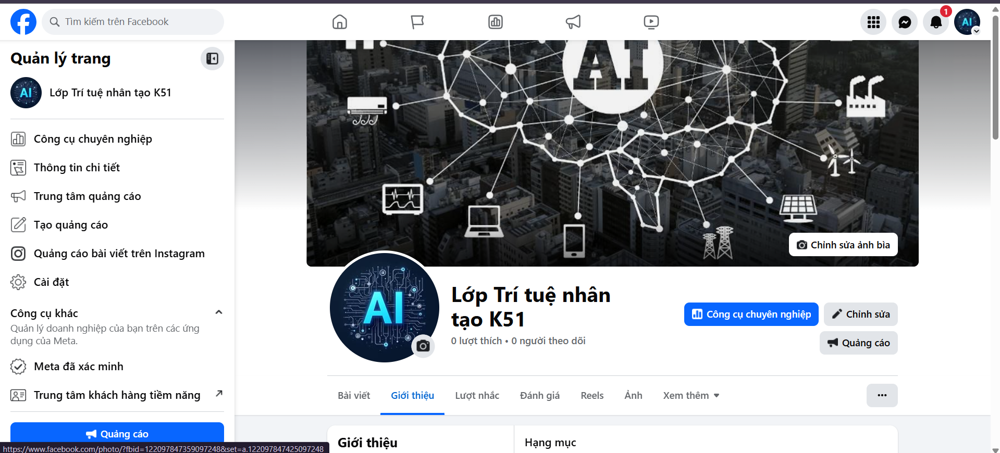 Tìm kiếm trên Facebook
1
AI
Quản lý trang
AI
Lớp Trí tuệ nhân tạo K51
Công cụ chuyên nghiệp
Thông tin chi tiết
Trung tâm quảng cáo
Tạo quảng cáo
Quảng cáo bài viết trên Instagram
Cài đặt
Công cụ khác
Quản lý doanh nghiệp của bạn trên các ứng
dụng của Meta.
Meta đã xác minh
Trung tâm khách hàng tiềm năng
Quảng cáo
https://www.facebook.com/photo/?fbid=122097847359097248&set=a.122097847425097248
AI
Chỉnh sửa ảnh bìa
AI
Lớp Trí tuệ nhân
tạo K51
0 lượt thích • 0 người theo dõi
Công cụ chuyên nghiệp
Chỉnh sửa
Quảng cáo
Bài viết
Giới thiệu
Lượt nhắc
Đánh giá
Reels
Ảnh
Xem thêm
Giới thiệu
Hạng mục